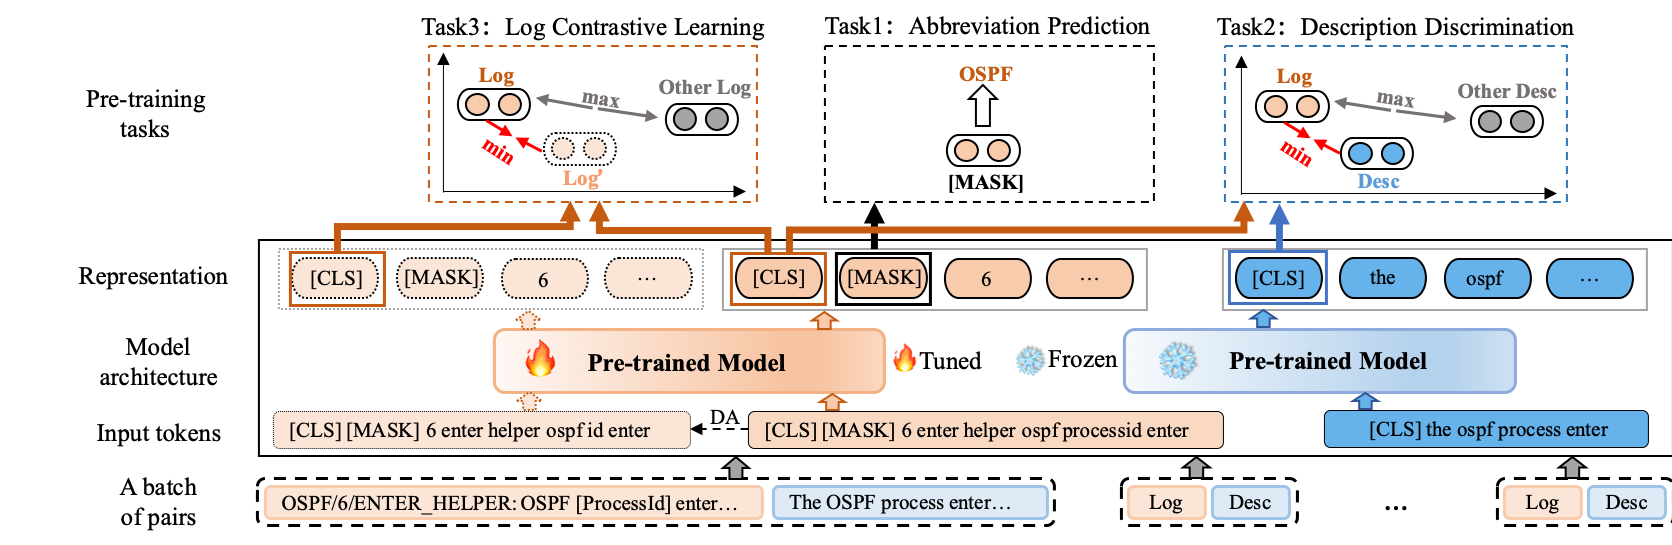 Task3: Log Contrastive Learning
Task1: Abbreviation Prediction
Task2: Description Discrimination
Pre-training
tasks
Log
max
Other Log
min
Log’
OSPF
[MASK]
Log
max
Other Desc
min
Desc
Representation
[CLS] [MASK] 6 ...
[CLS] [MASK] 6 ...
[CLS] the ospf ...
Model
architecture
Pre-trained Model
Tuned
Frozen
Pre-trained Model
Input tokens
[CLS] [MASK] 6 enter helper ospf id enter
DA
[CLS] [MASK] 6 enter helper ospf processid enter
[CLS] the ospf process enter
A batch
of pairs
OSPF/6/ENTER_HELPER: OSPF [ProcessId] enter...
The OSPF process enter...
Log Desc
...
Log Desc